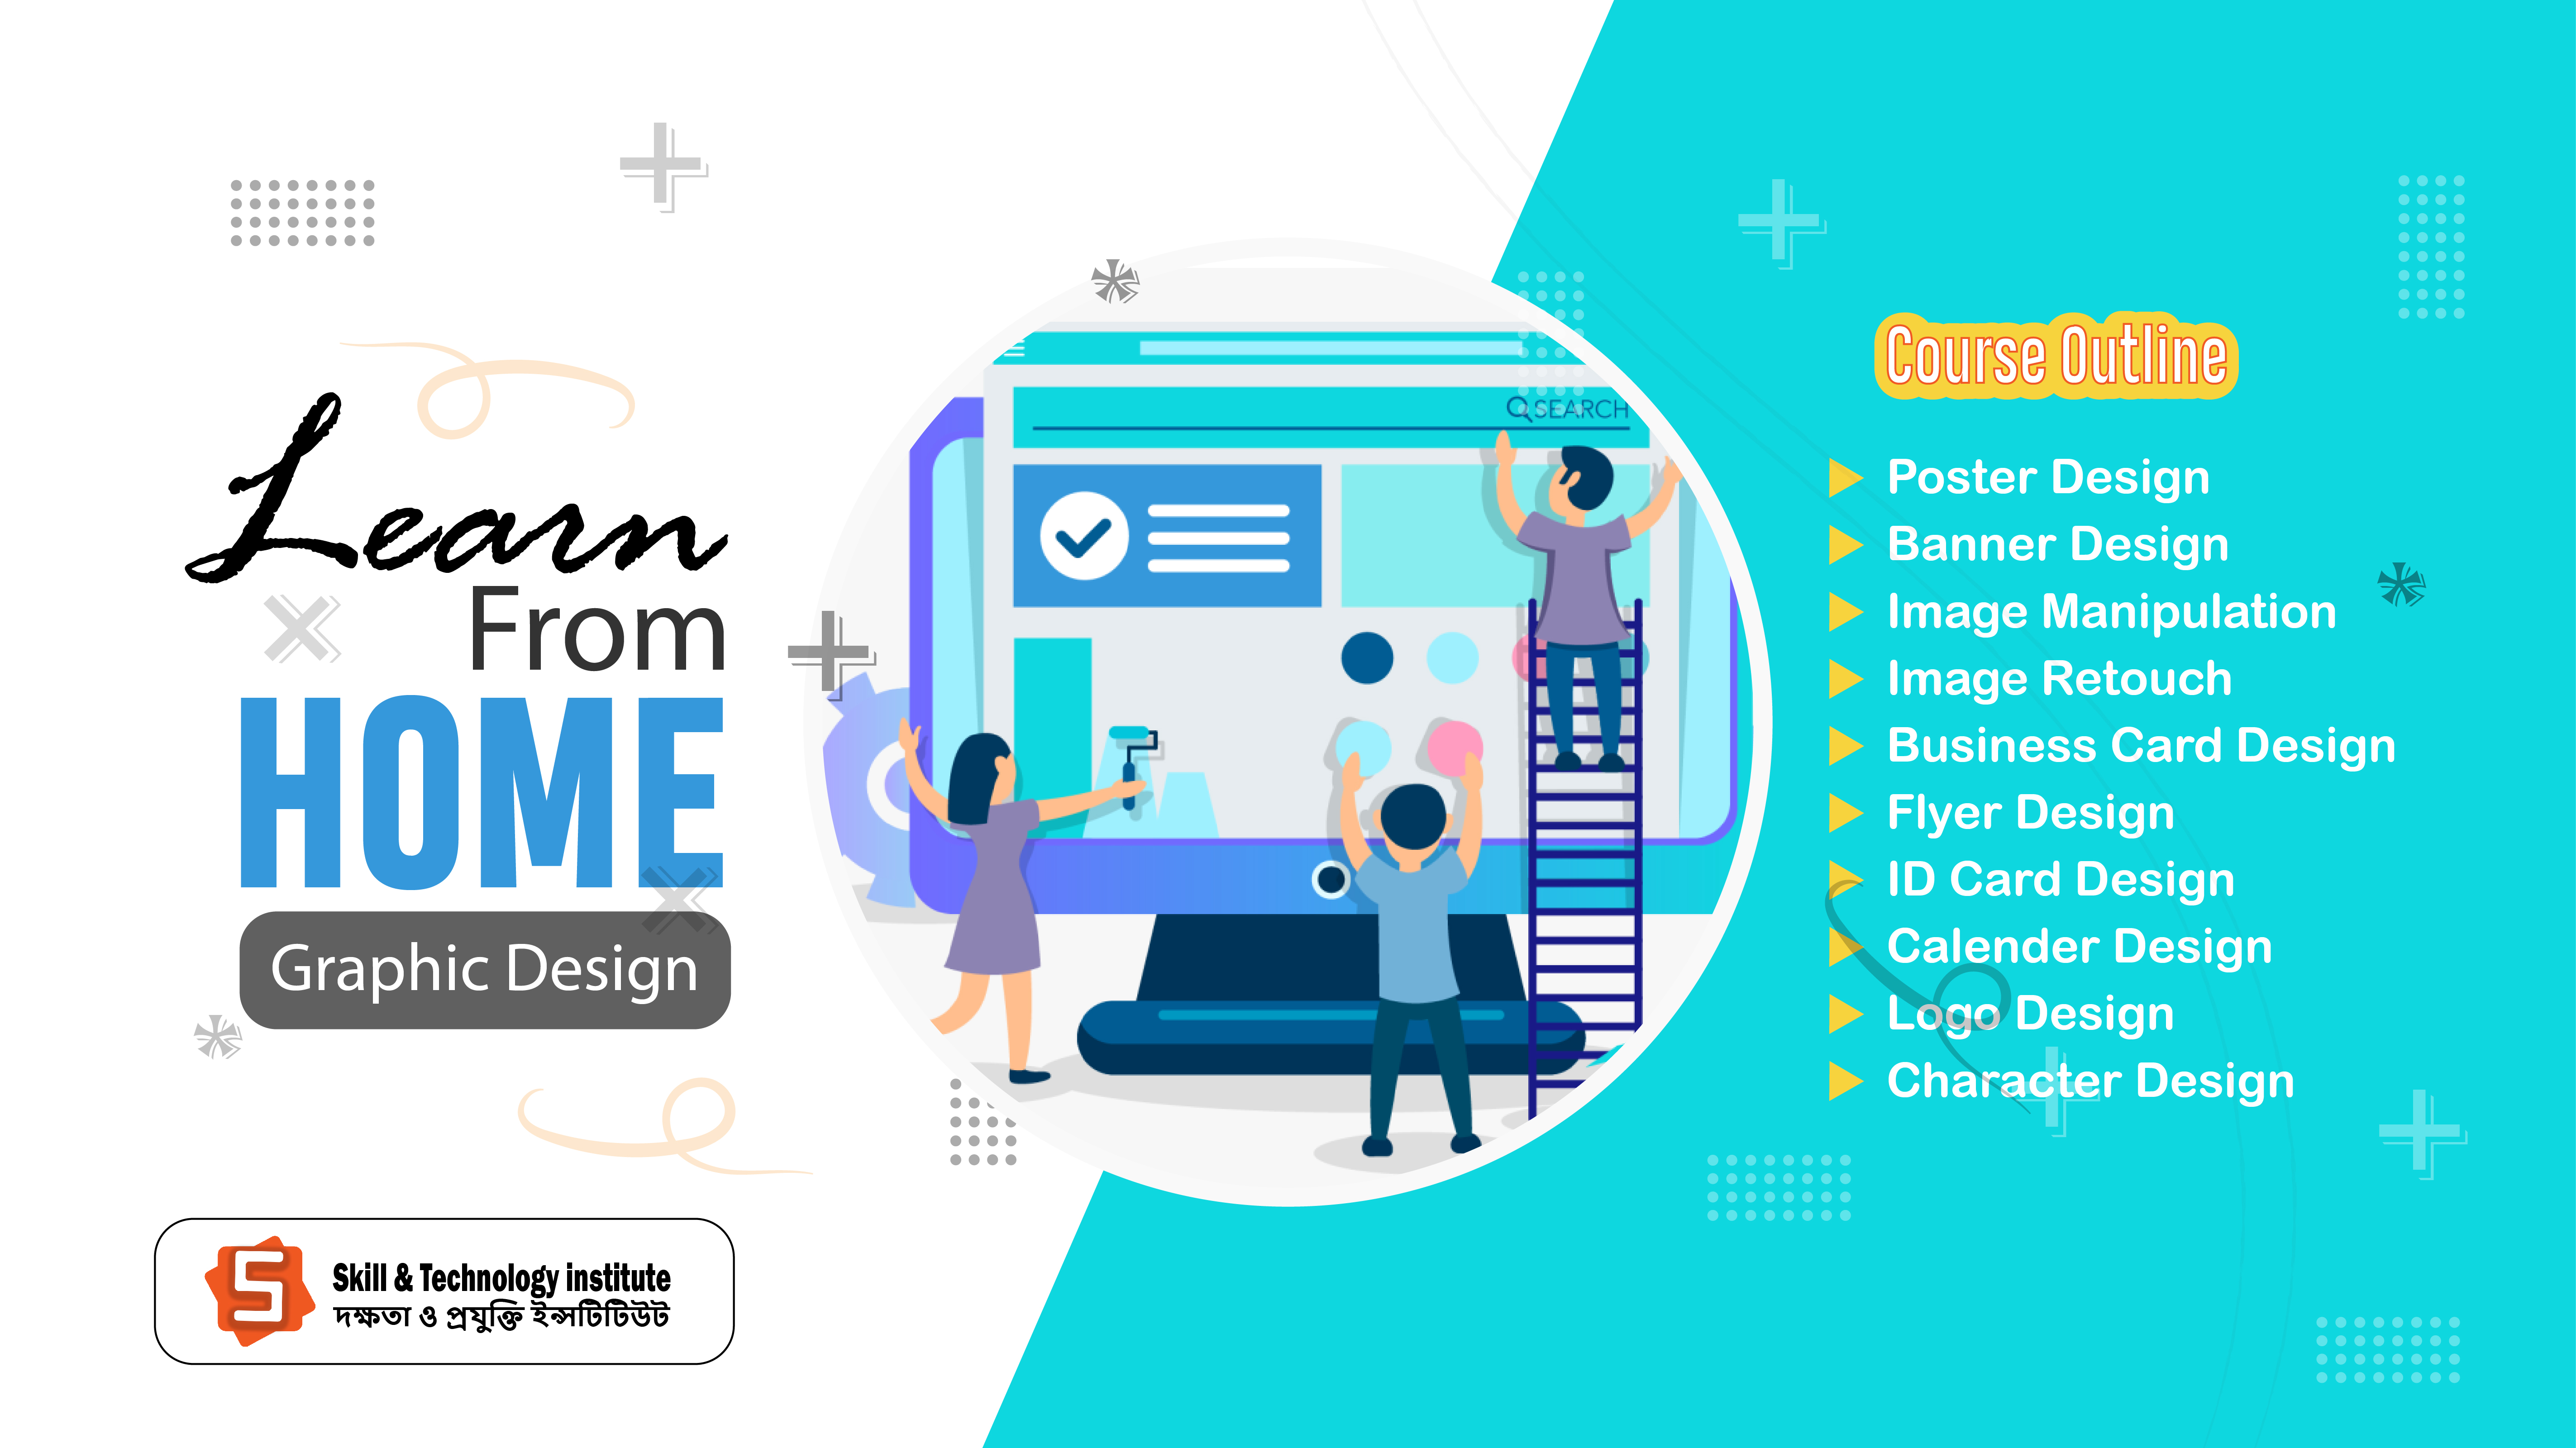 Learn
From
HOME
Graphic Design
Skill & Technology institute
দক্ষতা ও প্রযুক্তি ইন্সটিটিউট
SEARCH
Course Outline
Poster Design
Banner Design
Image Manipulation
Image Retouch
Business Card Design
Flyer Design
ID Card Design
Calender Design
Logo Design
Character Design